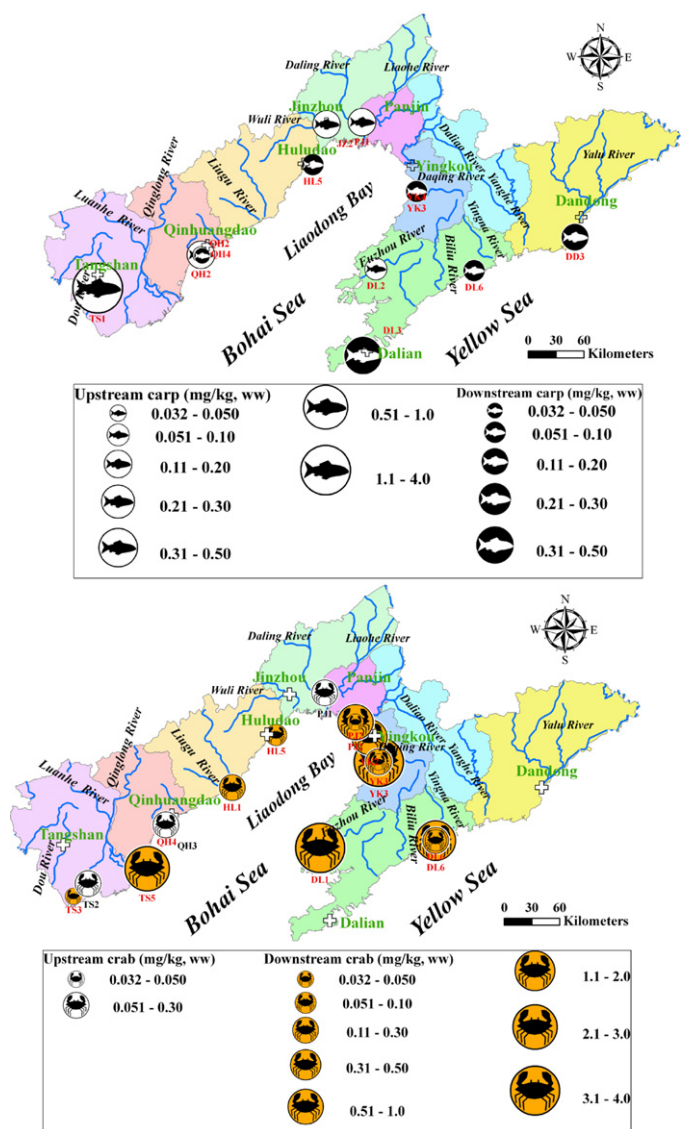 N
W E
S
Daling River
Liaohe River
Jinzhou
Panjin
Wuli River
JZ2
PJ1
Huludao
HL5
Qinglong River
Liugu River
Daliao River
Yingkou
Daqing River
YK3
Yanghe River
Yalu River
Luanhe River
Liaodong Bay
Yingna River
Dandong
Qinhuangdao
QH2
QH4
QH2
Fuzhou River
Biliu River
DD3
Tangshan
DL2
DL6
TS1
Bohai Sea
DL3
Yellow Sea
Dalian
0 30 60
Kilometers
Upstream carp (mg/kg, ww)
0.032 - 0.050
0.051 - 0.10
0.11 - 0.20
0.21 - 0.30
0.31 - 0.50
0.51 - 1.0
1.1 - 4.0
Downstream carp (mg/kg, ww)
0.032 - 0.050
0.051 - 0.10
0.11 - 0.20
0.21 - 0.30
0.31 - 0.50
N
W E
S
Daling River
Liaohe River
Jinzhou
Panjin
Wuli River
PJ1
Huludao
HL5
Qinglong River
Liugu River
Daliao River
Yingkou
YK3
Yanghe River
Yalu River
Luanhe River
Liaodong Bay
Yingna River
Dandong
HL1
Qinhuangdao
QH4
QH3
Biliu River
Tangshan
Dou River
DL1
DL6
TS5
TS3
TS2
Bohai Sea
Yellow Sea
Dalian
0 30 60
Kilometers
Upstream crab (mg/kg, ww)
0.032 - 0.050
0.051 - 0.30
Downstream crab (mg/kg, ww)
0.032 - 0.050
0.051 - 0.10
0.11 - 0.30
0.31 - 0.50
0.51 - 1.0
1.1 - 2.0
2.1 - 3.0
3.1 - 4.0